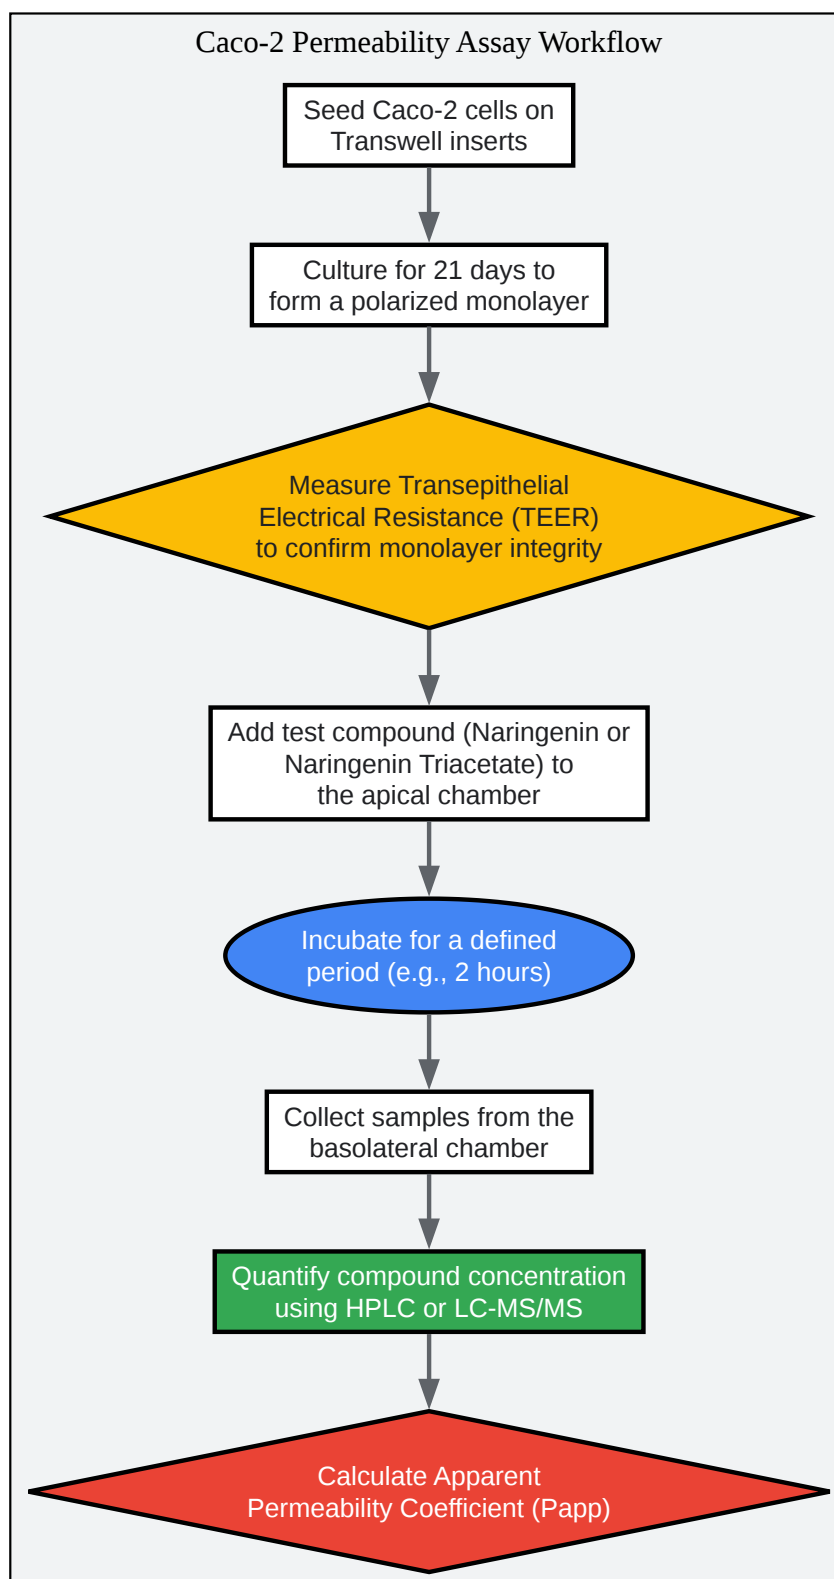 Caco-2 Permeability Assay Workflow
Seed Caco-2 cells on
Transwell inserts
Culture for 21 days to
form a polarized monolayer
Measure Transepithelial
Electrical Resistance (TEER)
to confirm monolayer integrity
Add test compound (Naringenin or
Naringenin Triacetate) to
the apical chamber
Incubate for a defined
period (e.g., 2 hours)
Collect samples from the
basolateral chamber
Quantify compound concentration
using HPLC or LC-MS/MS
Calculate Apparent
Permeability Coefficient (Papp)